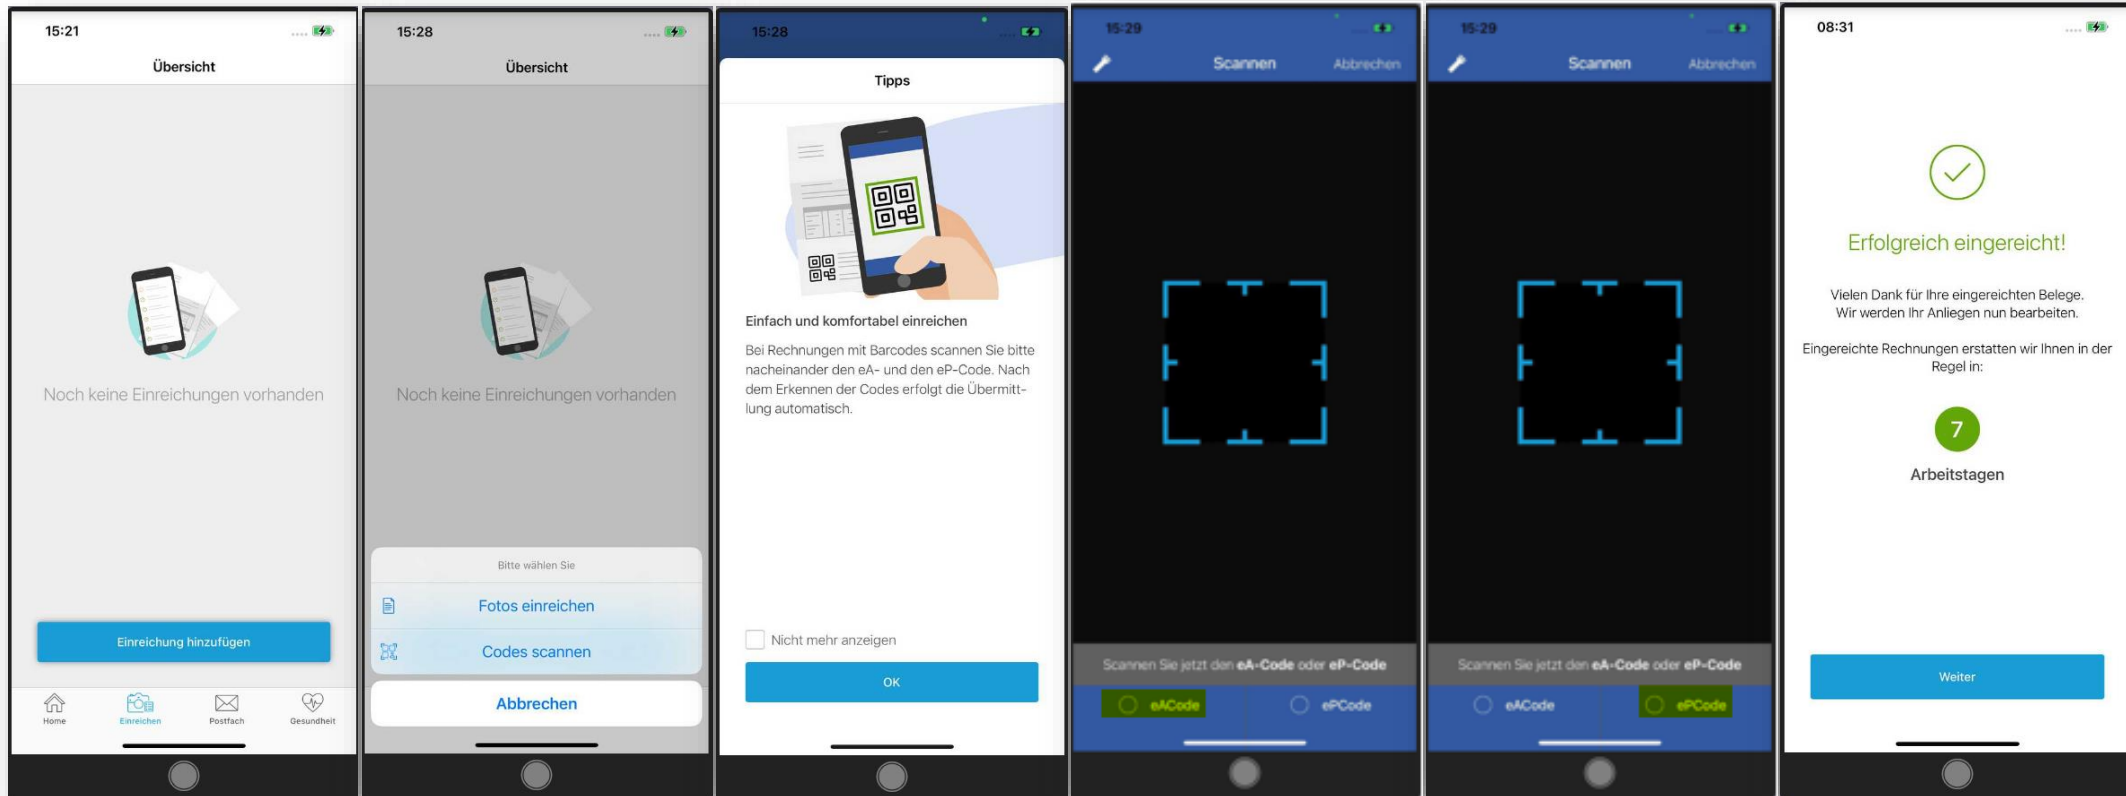 15:21
Übersicht
Noch keine Einreichungen vorhanden
Einreichung hinzufügen
Home
Einreichen
Postfach
Gesundheit
15:28
Übersicht
Noch keine Einreichungen vorhanden
Bitte wählen Sie
Fotos einreichen
Codes scannen
Abbrechen
15:28
Tipps
Einfach und komfortabel einreichen
Bei Rechnungen mit Barcodes scannen Sie bitte
nacheinander den eA- und den eP-Code. Nach
dem Erkennen der Codes erfolgt die Übermitt-
lung automatisch.
Nicht mehr anzeigen
OK
15:29
Scannen
Abbrechen
Scannen Sie jetzt den eA-Code oder eP-Code
eACode
ePCode
15:29
Scannen
Abbrechen
Scannen Sie jetzt den eA-Code oder eP-Code
eACode
ePCode
08:31
Erfolgreich eingereicht!
Vielen Dank für Ihre eingereichten Belege.
Wir werden Ihr Anliegen nun bearbeiten.
Eingereichte Rechnungen erstatten wir Ihnen in der
Regel in:
7
Arbeitstagen
Weiter